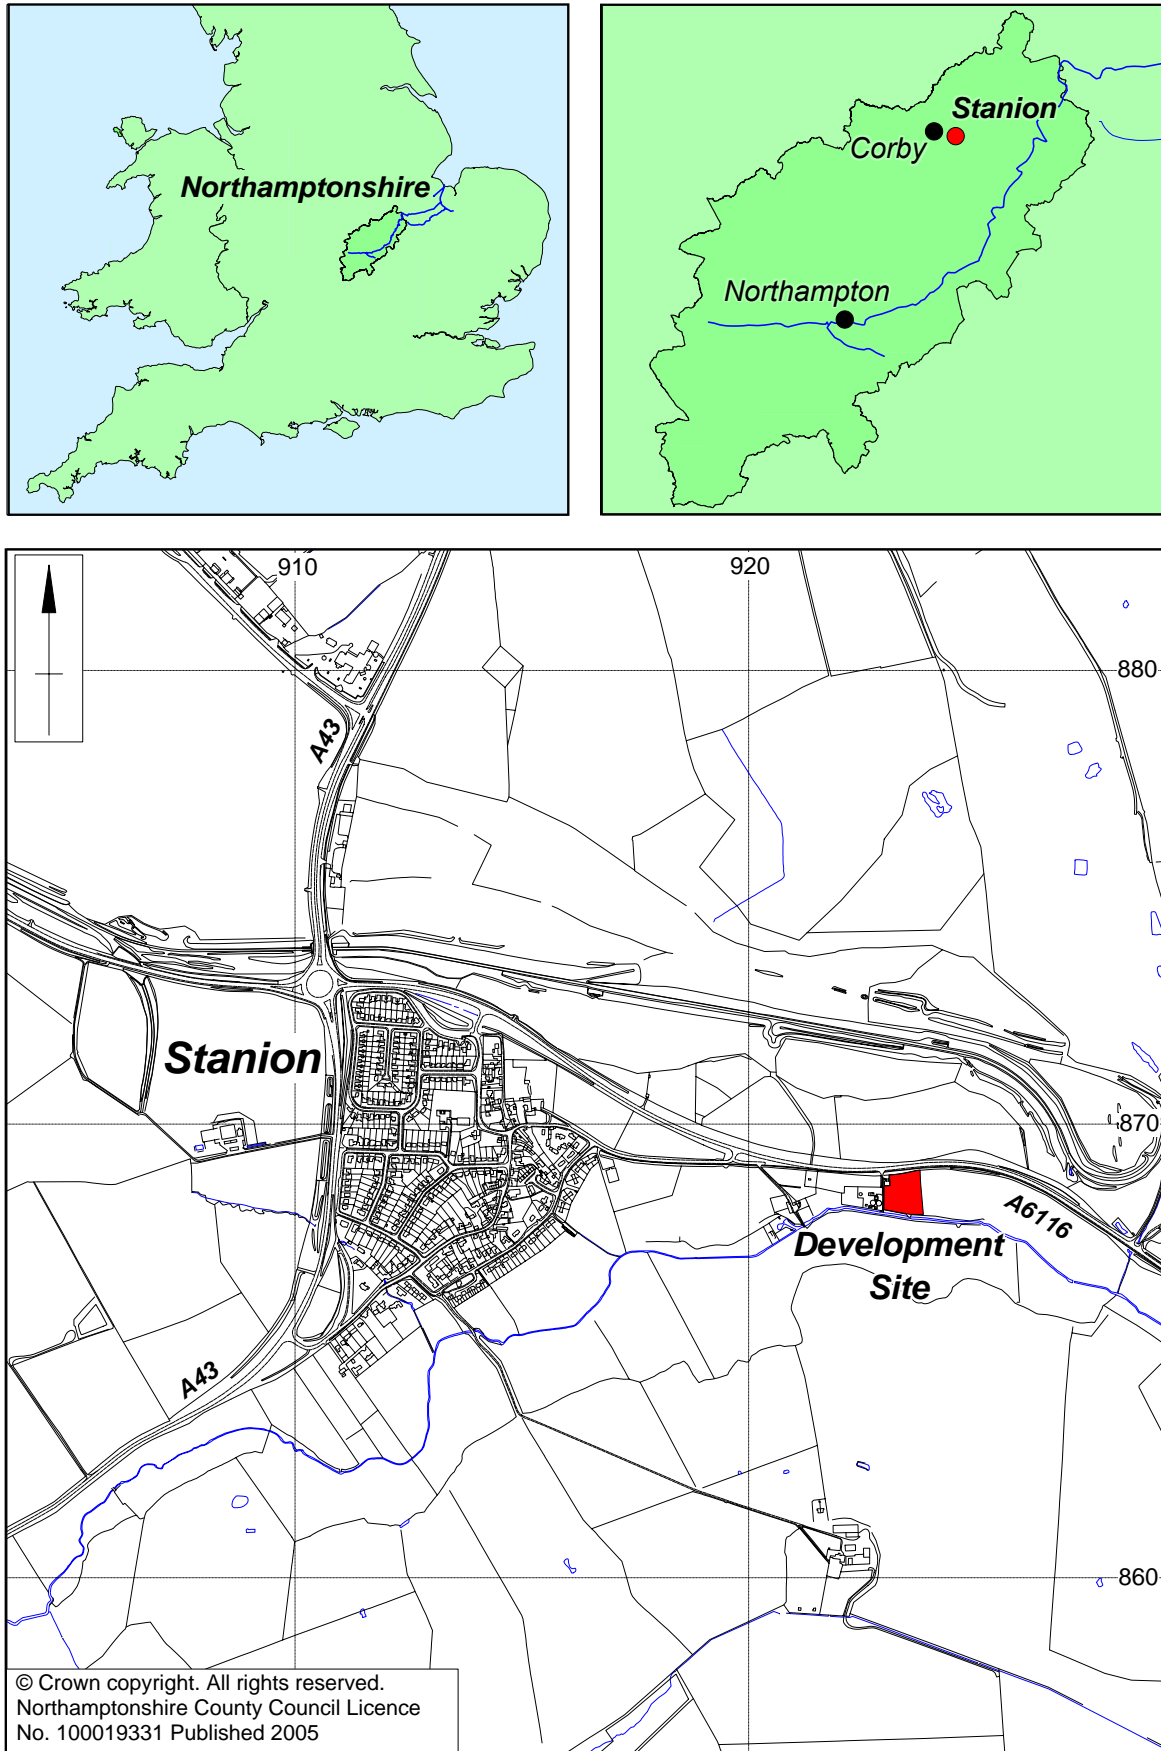 Northamptonshire
Stanion
Corby
Northampton
910
920
880
A43
Stanion
870
A6116
Development
Site
A43
860
© Crown copyright. All rights reserved.
Northamptonshire County Council Licence
No. 100019331 Published 2005